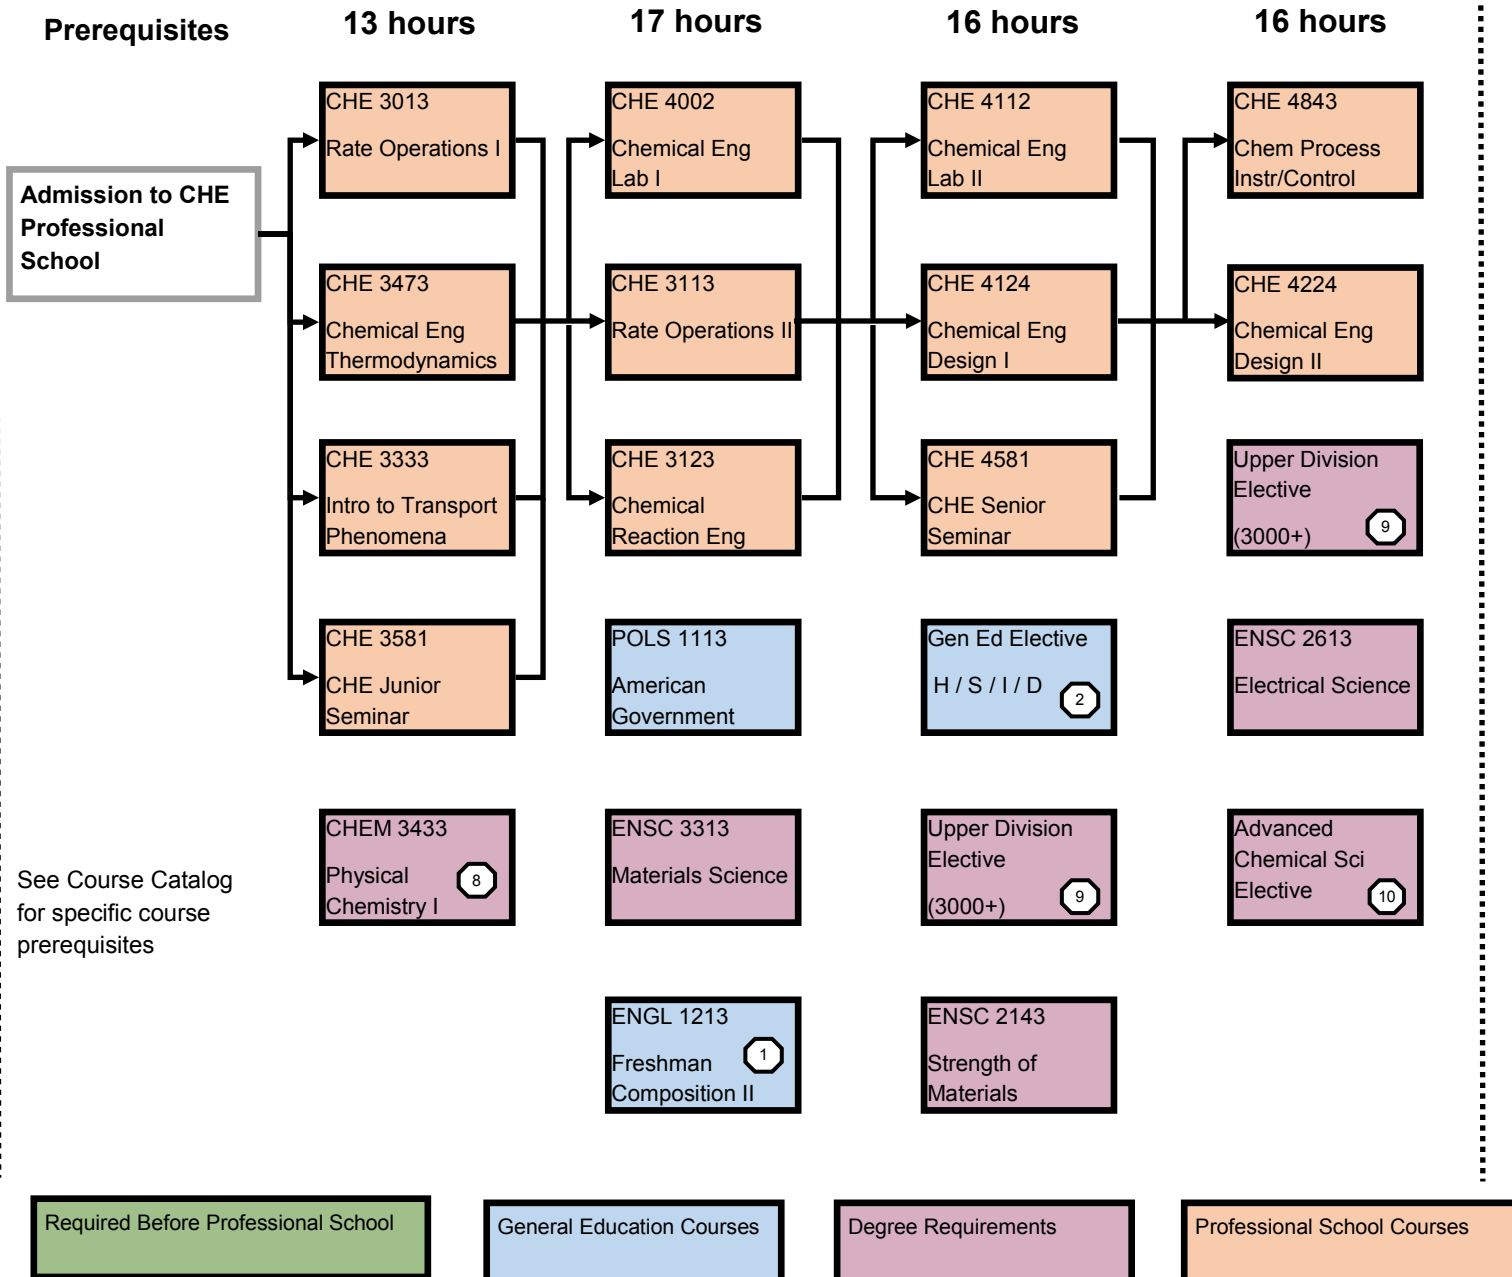 Prerequisites
13 hours
17 hours
16 hours
16 hours
Admission to CHE
Professional
School
CHE 3013
Rate Operations I
CHE 4002
Chemical Eng
Lab I
CHE 4112
Chemical Eng
Lab II
CHE 4843
Chem Process
Instr/Control
CHE 3473
Chemical Eng
Thermodynamics
CHE 3113
Rate Operations II
CHE 4124
Chemical Eng
Design I
CHE 4224
Chemical Eng
Design II
CHE 3333
Intro to Transport
Phenomena
CHE 3123
Chemical
Reaction Eng
CHE 4581
CHE Senior
Seminar
Upper Division
Elective
(3000+)
9
CHE 3581
CHE Junior
Seminar
POLS 1113
American
Government
Gen Ed Elective
H / S / I / D
2
ENSC 2613
Electrical Science
See Course Catalog
for specific course
prerequisites
CHEM 3433
Physical
Chemistry I
8
ENSC 3313
Materials Science
Upper Division
Elective
(3000+)
9
Advanced
Chemical Sci
Elective
10
ENGL 1213
Freshman
Composition II
1
ENSC 2143
Strength of
Materials
Required Before Professional School
General Education Courses
Degree Requirements
Professional School Courses